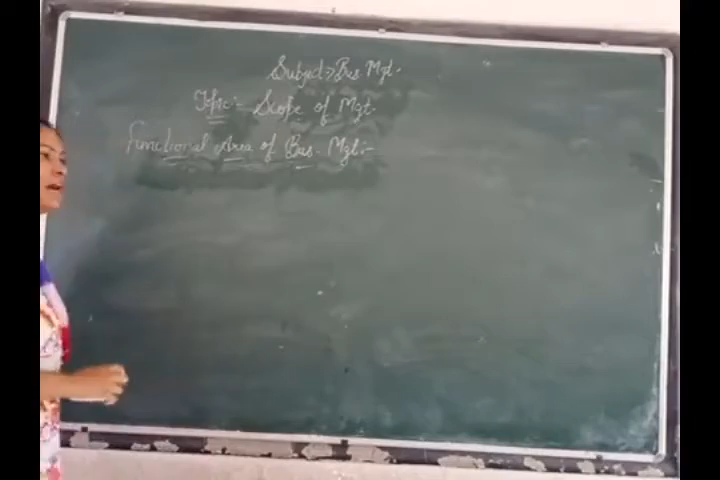 Subject:> Bus. Mgt.
Topic:- Scope of Mgt.
Functional Area of Bus. Mgt.:-